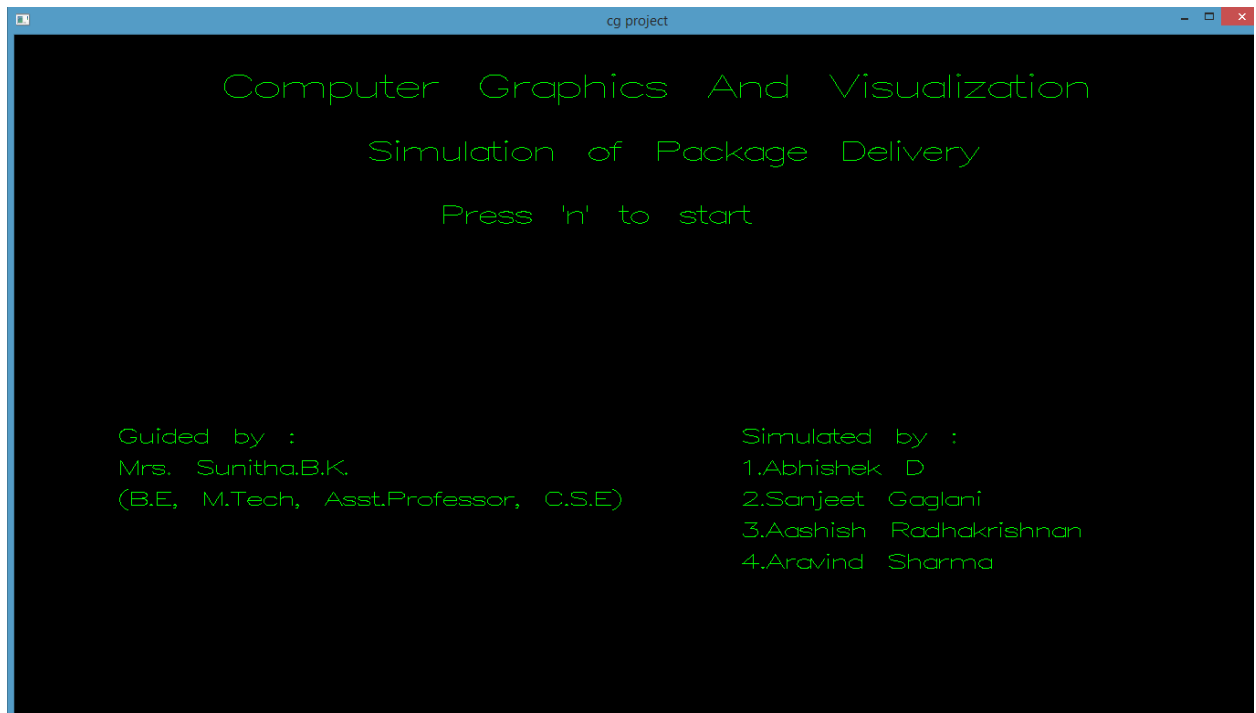 cg project
Computer Graphics And Visualization
Simulation of Package Delivery
Press 'n' to start
Guided by :
Mrs. Sunitha.B.K.
(B.E, M.Tech, Asst.Professor, C.S.E)
Simulated by :
1.Abhishek D
2.Sanjeet Gaglani
3.Aashish Radhakrishnan
4.Aravind Sharma